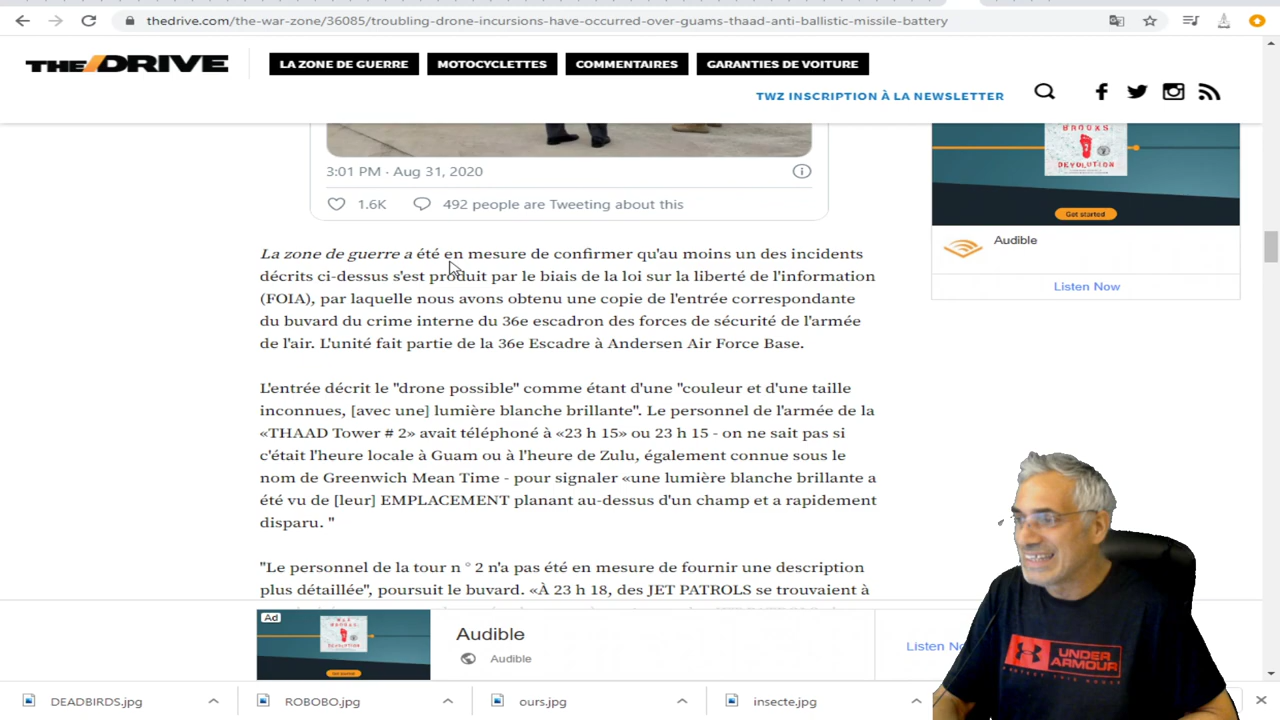 thedrive.com/the-war-zone/36085/troubling-drone-incursions-have-occurred-over-guams-thaad-anti-ballistic-missile-battery
THE/DRIVE
LA ZONE DE GUERRE
MOTOCYCLETTES
COMMENTAIRES
GARANTIES DE VOITURE
TWZ INSCRIPTION À LA NEWSLETTER
3:01 PM · Aug 31, 2020
1.6K
492 people are Tweeting about this
BROOKS
DEVOLUTION
Get started
Audible
Listen Now
La zone de guerre a été en mesure de confirmer qu'au moins un des incidents
décrits ci-dessus s'est produit par le biais de la loi sur la liberté de l'information
(FOIA), par laquelle nous avons obtenu une copie de l'entrée correspondante
du buvard du crime interne du 36e escadron des forces de sécurité de l'armée
de l'air. L'unité fait partie de la 36e Escadre à Andersen Air Force Base.
L'entrée décrit le "drone possible" comme étant d'une "couleur et d'une taille
inconnues, [avec une] lumière blanche brillante". Le personnel de l'armée de la
«THAAD Tower # 2» avait téléphoné à «23 h 15» ou 23 h 15 - on ne sait pas si
c'était l'heure locale à Guam ou à l'heure de Zulu, également connue sous le
nom de Greenwich Mean Time - pour signaler «une lumière blanche brillante a
été vu de [leur] EMPLACEMENT planant au-dessus d'un champ et a rapidement
disparu. "
"Le personnel de la tour n ° 2 n'a pas été en mesure de fournir une description
plus détaillée", poursuit le buvard. «À 23 h 18, des JET PATROLS se trouvaient à
Ad
Audible
Audible
Listen No
UNDER
ARMOUR
DEADBIRDS.jpg
ROBOBO.jpg
ours.jpg
insecte.jpg